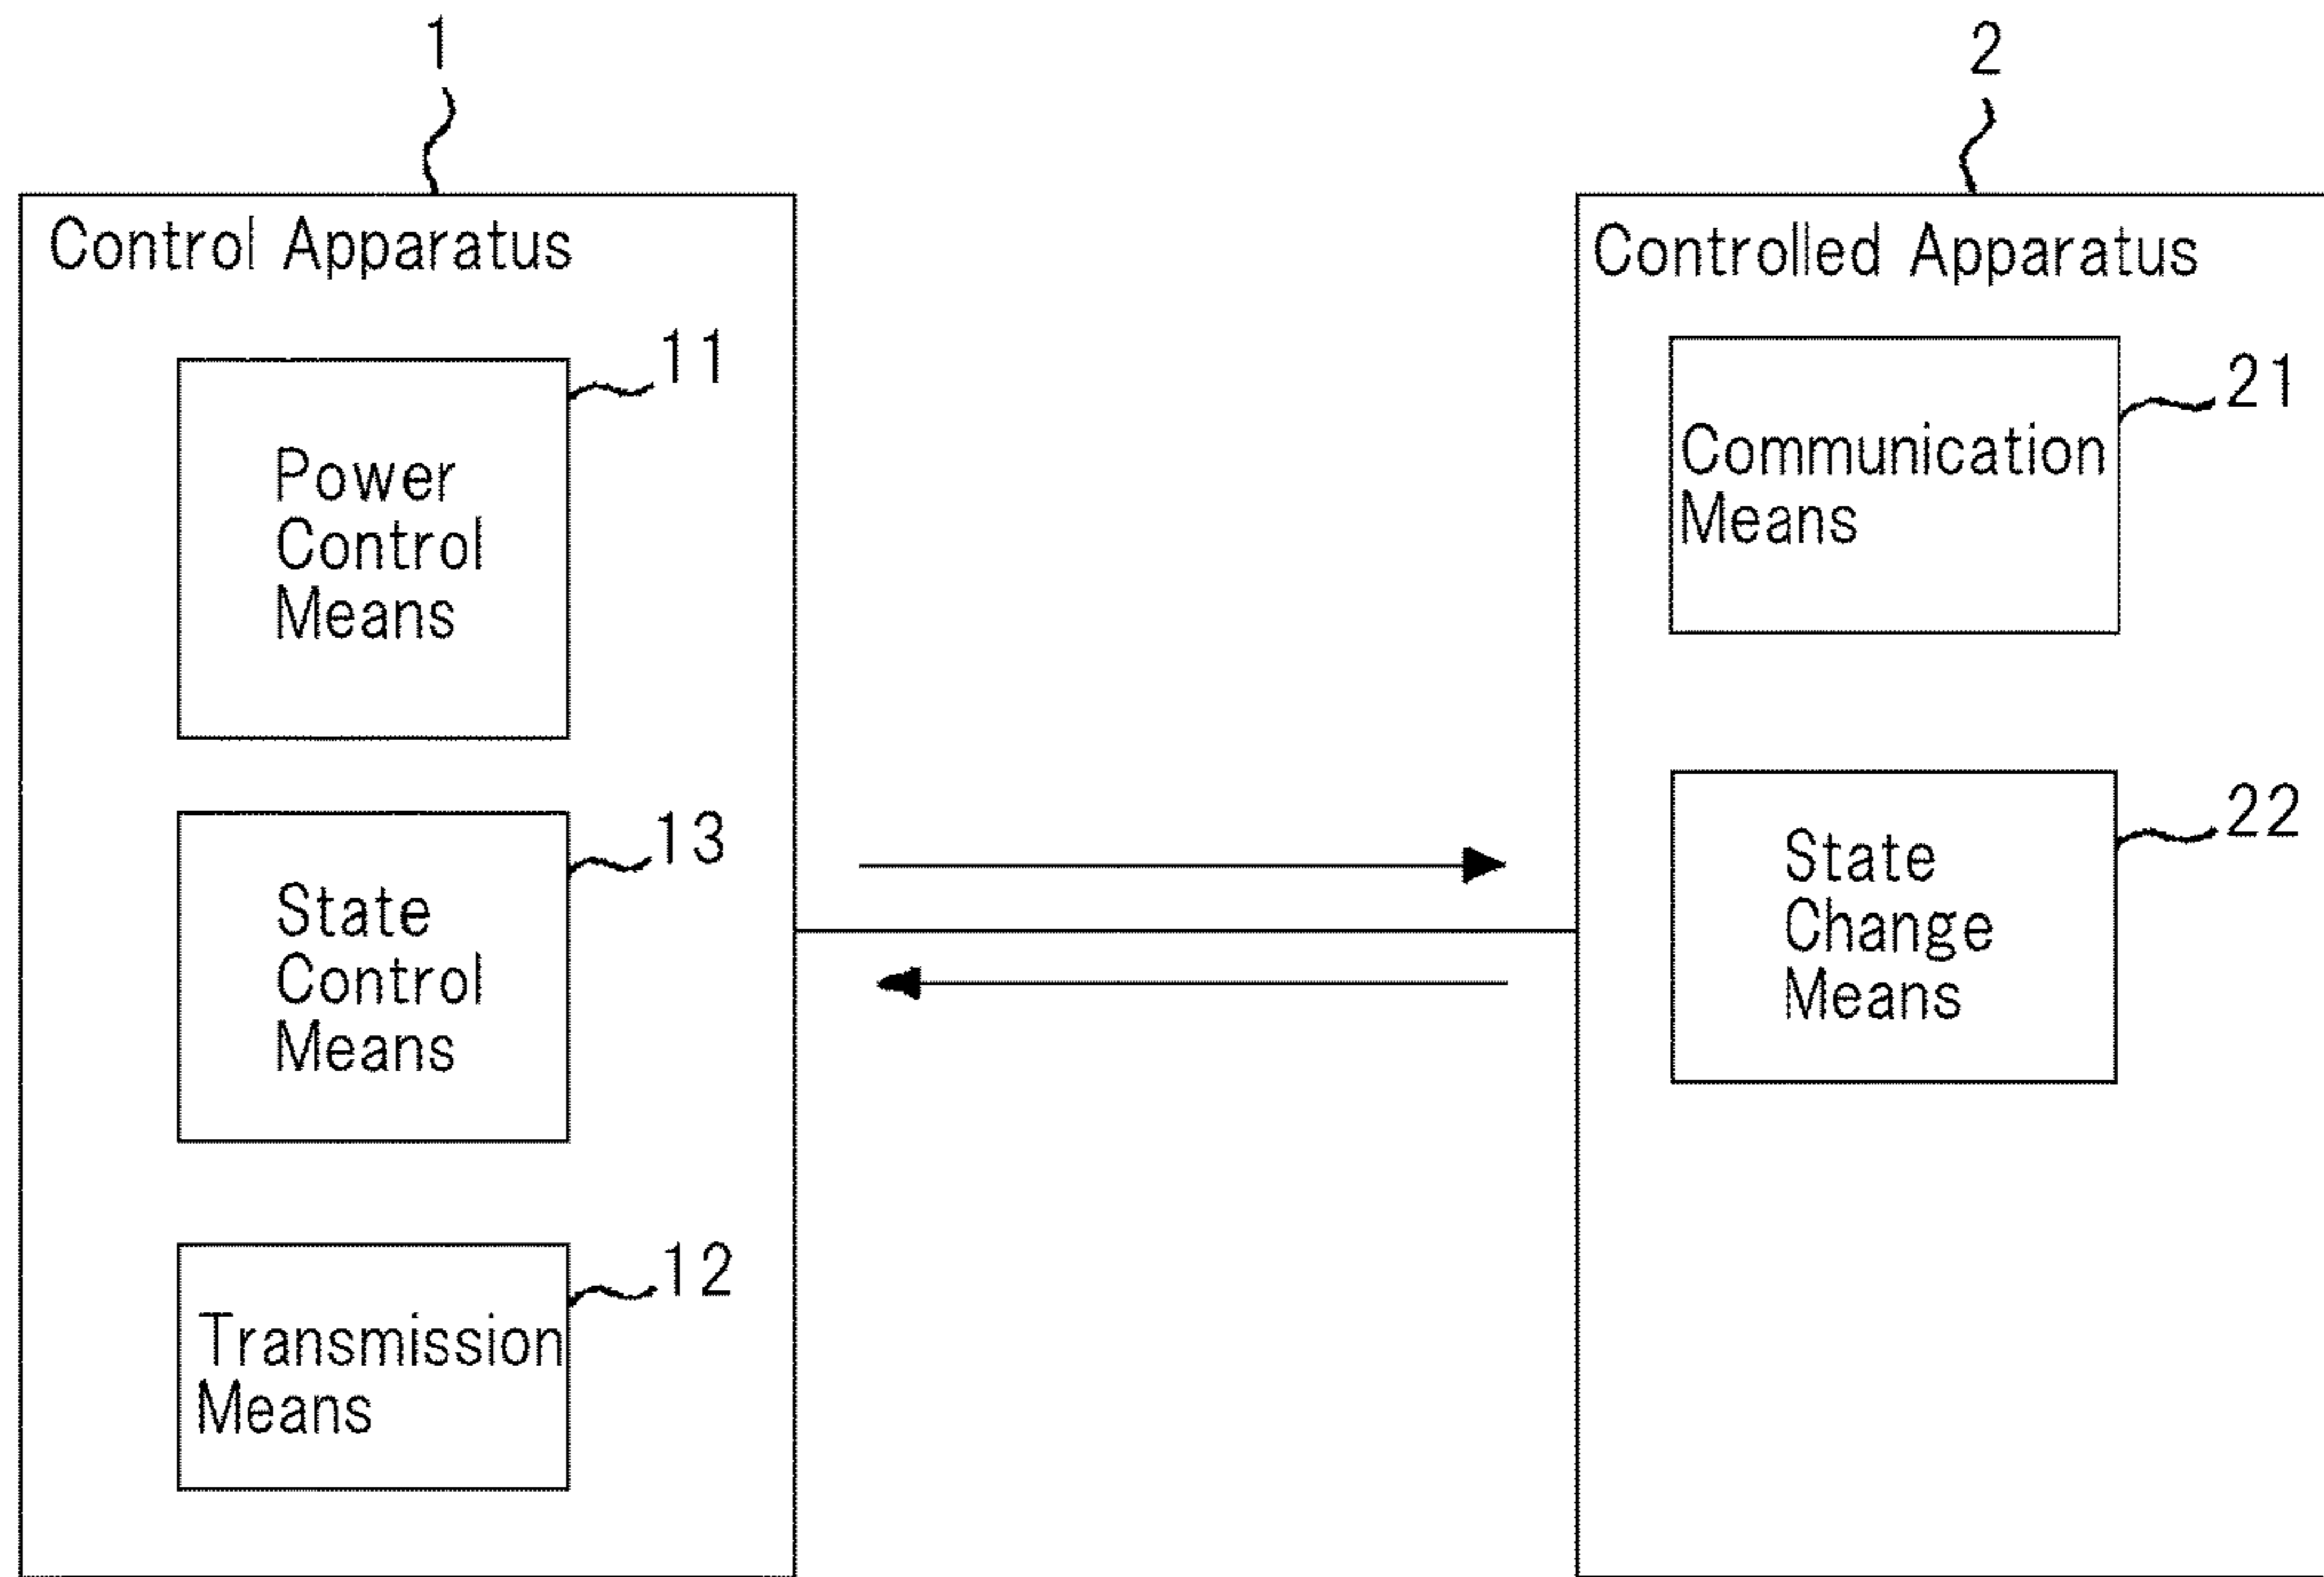 1
Control Apparatus
11
Power
Control
Means
13
State
Control
Means
12
Transmission
Means
2
Controlled Apparatus
21
Communication
Means
22
State
Change
Means